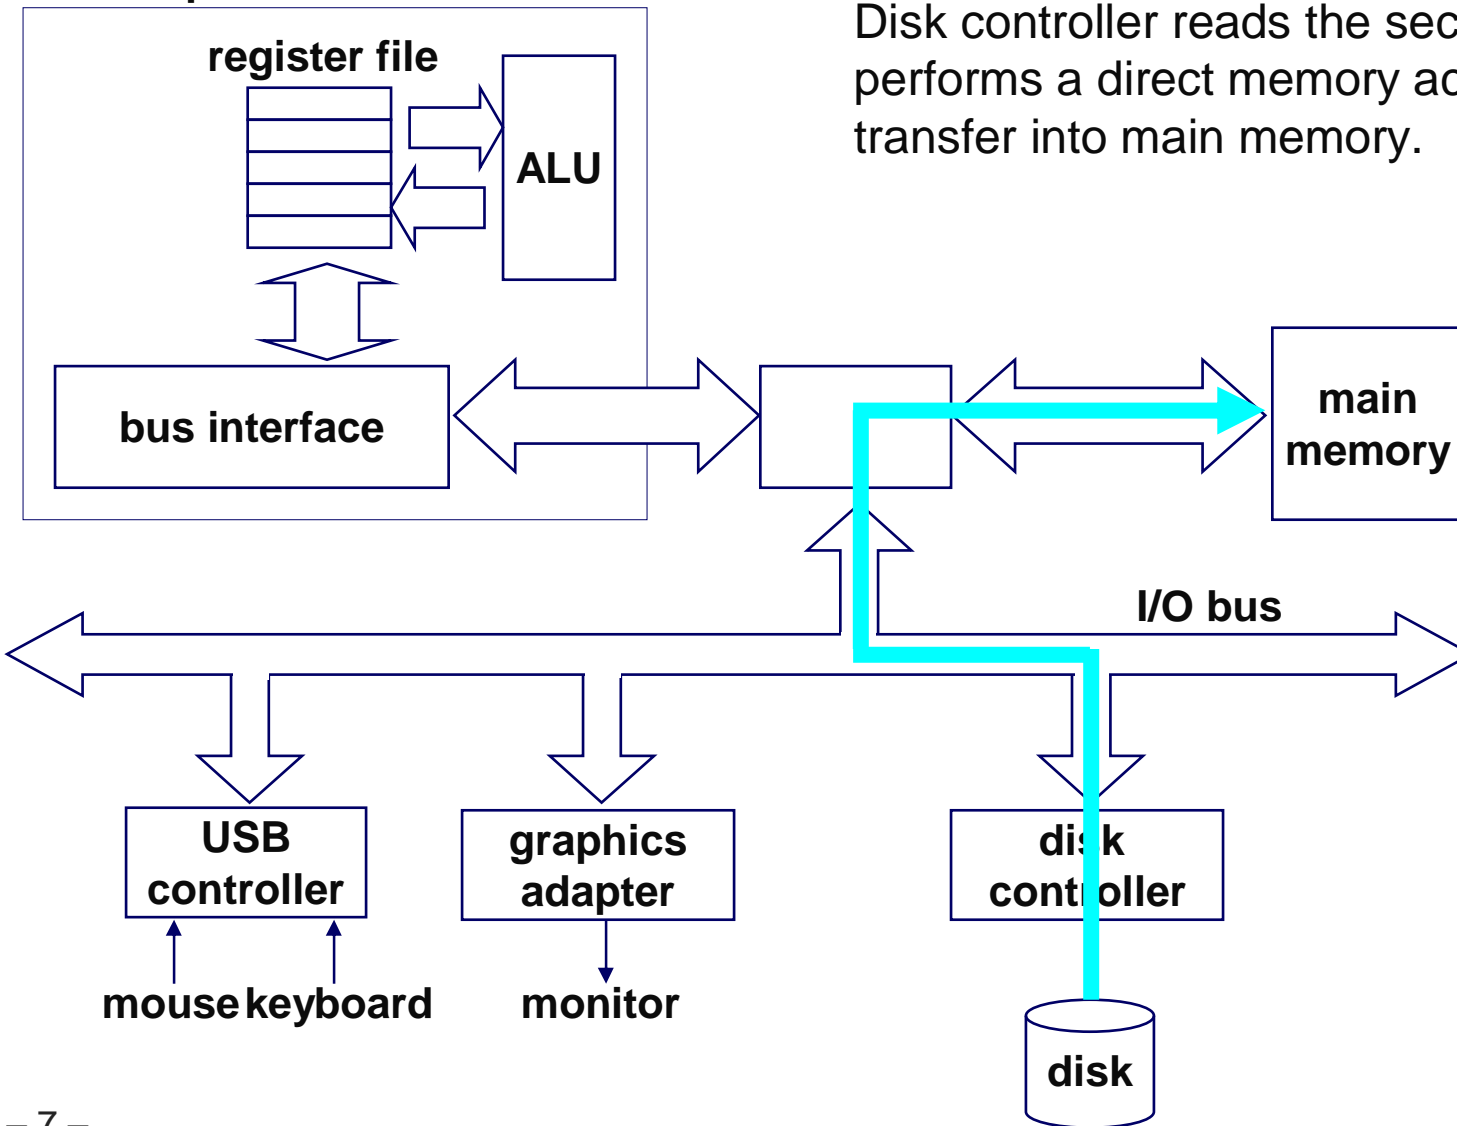 Disk controller reads the sec
performs a direct memory ac
transfer into main memory.
register file
ALU
bus interface
main
memory
I/O bus
USB
controller
graphics
adapter
disk
controller
mouse keyboard
monitor
disk
– 7 –